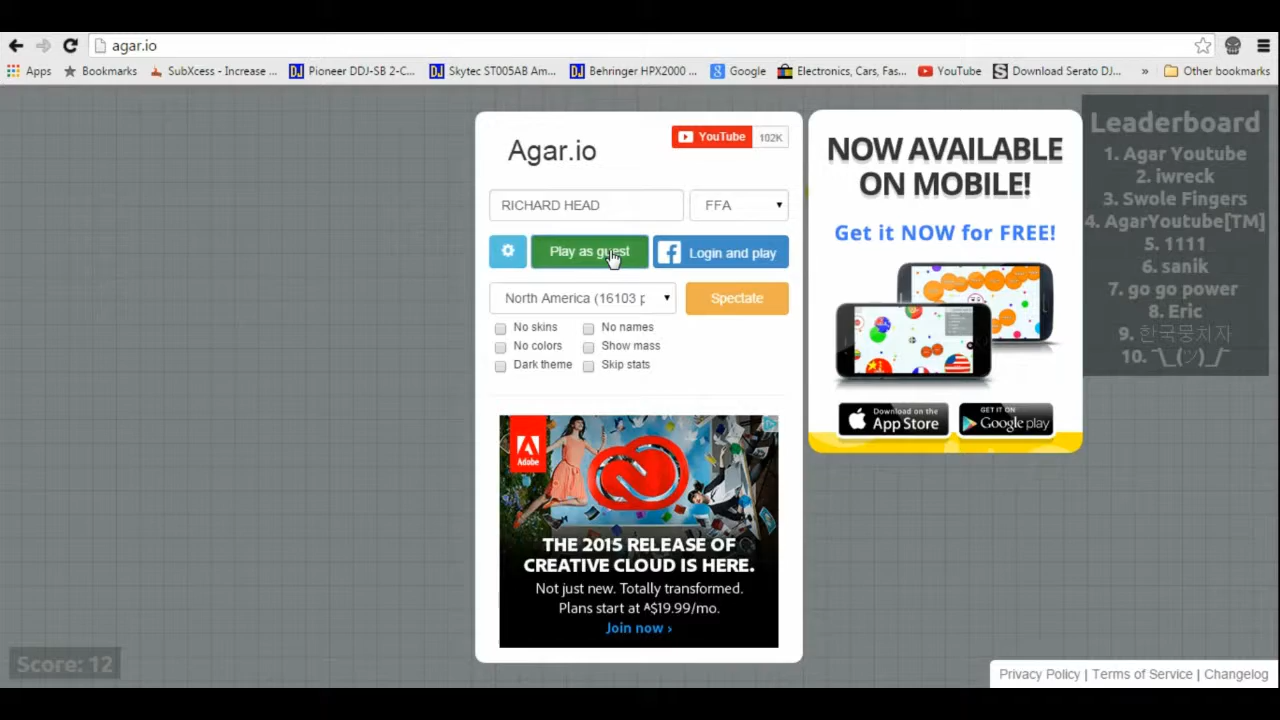 agar.io
Apps
Bookmarks
SubXcess - Increase ...
Pioneer DDJ-SB 2-C...
Skytec ST005AB Am...
Behringer HPX2000 ...
Google
Electronics, Cars, Fas...
YouTube
Download Serato DJ...
»
Other bookmarks
Agar.io
YouTube
102K
RICHARD HEAD
FFA
Play as guest
Login and play
North America (16103 p
Spectate
No skins
No names
No colors
Show mass
Dark theme
Skip stats
Adobe
THE 2015 RELEASE OF
CREATIVE CLOUD IS HERE.
Not just new. Totally transformed.
Plans start at A$19.99/mo.
Join now ›
NOW AVAILABLE
ON MOBILE!
Get it NOW for FREE!
Download on the
App Store
GET IT ON
Google play
Leaderboard
1. Agar Youtube
2. iwreck
3. Swole Fingers
4. AgarYoutube[TM]
5. 1111
6. sanik
7. go go power
8. Eric
9. 한국뭉치자
10. ¯\_(ツ)_/¯
Score: 12
Privacy Policy | Terms of Service | Changelog